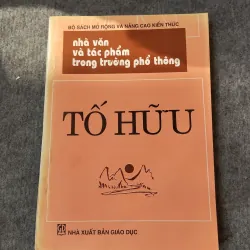 BỘ SÁCH MỞ RỘNG VÀ NÂNG CAO KIẾN THỨC
nhà văn
và tác phẩm
trong trường phổ thông
TỐ HỮU
NHÀ XUẤT BẢN GIÁO DỤC